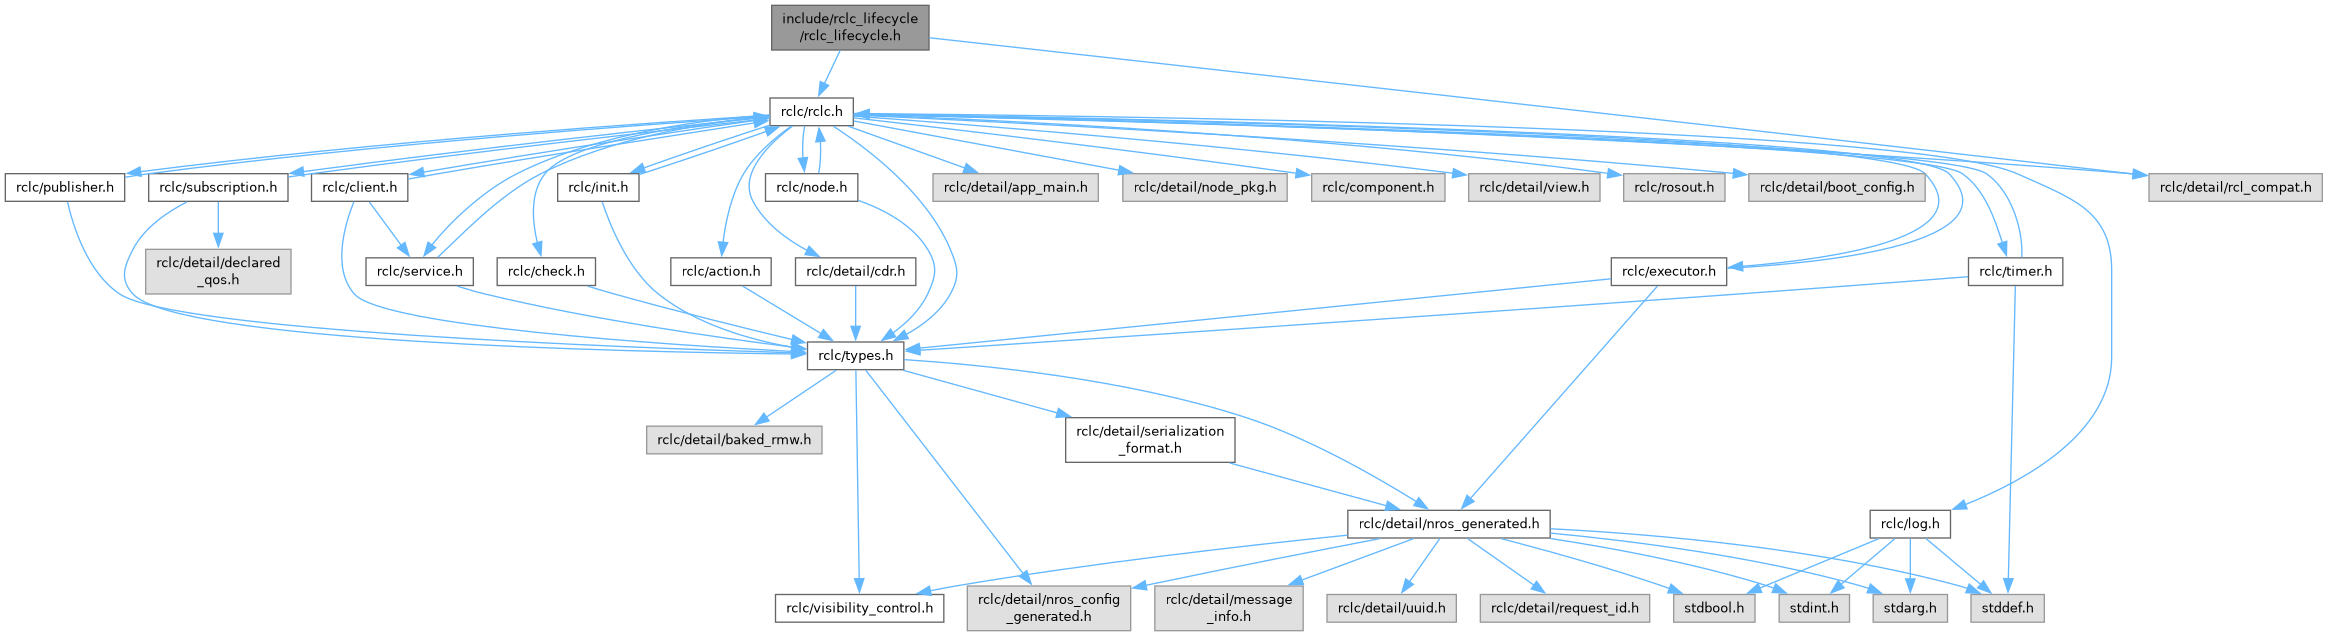 include/rclc_lifecycle
/rclc_lifecycle.h
rclc/rclc.h
rclc/publisher.h
rclc/subscription.h
rclc/client.h
rclc/init.h
rclc/node.h
rclc/detail/app_main.h
rclc/detail/node_pkg.h
rclc/component.h
rclc/detail/view.h
rclc/rosout.h
rclc/detail/boot_config.h
rclc/detail/rcl_compat.h
rclc/detail/declared
_qos.h
rclc/service.h
rclc/check.h
rclc/action.h
rclc/detail/cdr.h
rclc/executor.h
rclc/timer.h
rclc/types.h
rclc/detail/baked_rmw.h
rclc/detail/serialization
_format.h
rclc/detail/nros_generated.h
rclc/log.h
rclc/visibility_control.h
rclc/detail/nros_config
_generated.h
rclc/detail/message
_info.h
rclc/detail/uuid.h
rclc/detail/request_id.h
stdbool.h
stdint.h
stdarg.h
stddef.h